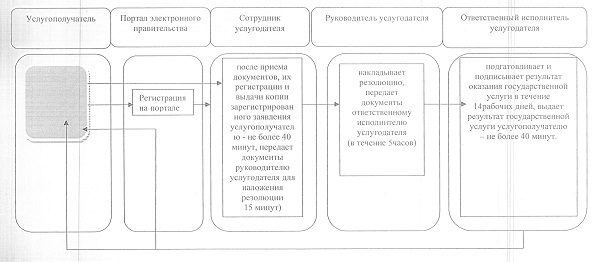 Услугополучатель
Портал электронного
правительства
Сотрудник
услугодателя
Руководитель услугодателя
Ответственный исполнитель
услугодателя
Регистрация
на портале
после приема
документов, их
регистрации и
выдачи копии
зарегистрирован
ного заявления
услугополучател
ю - не более 40
минут, передает
документы
руководителю
услугодателя для
наложения
резолюции
15 минут)
накладывает
резолюцию,
передает
документы
ответственному
исполнителю
услугодателя
(в течение 5часов)
подготавливает и
подписывает результат
оказания государственной
услуги в течение
14рабочих дней, выдает
результат государственной
услуги услугополучателю
– не более 40 минут.